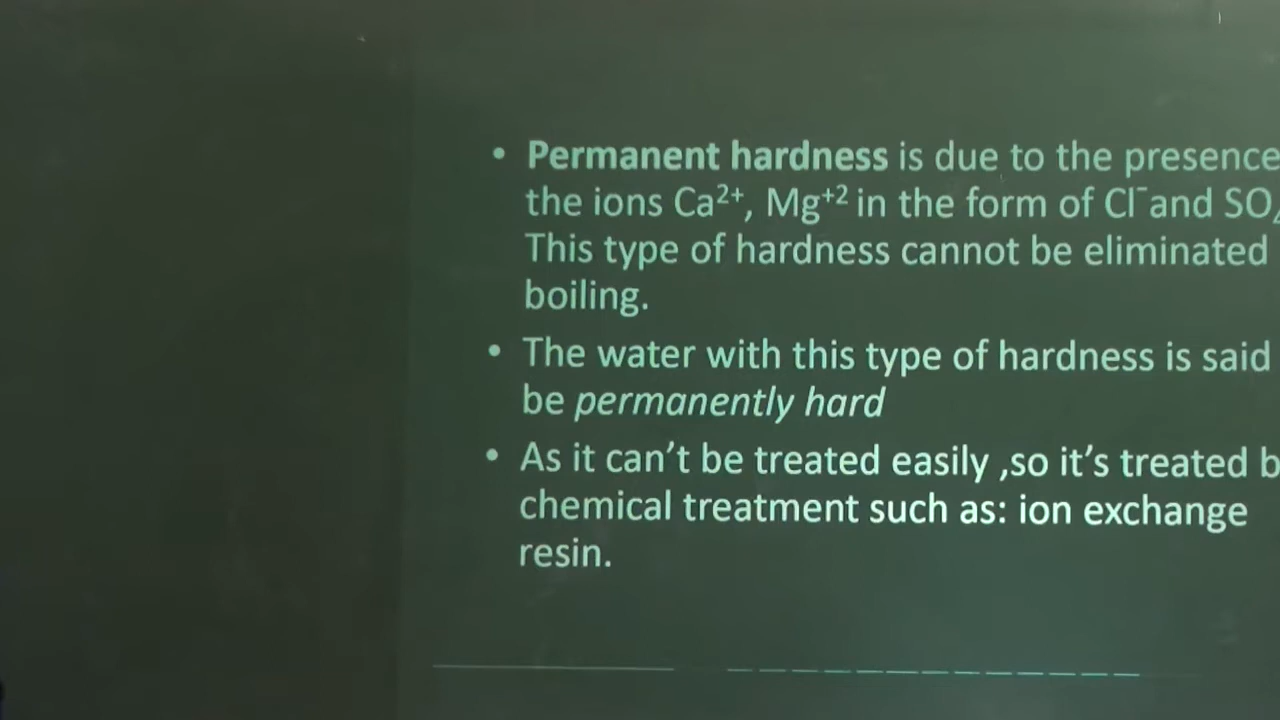 • Permanent hardness is due to the presence
the ions Ca²⁺, Mg⁺² in the form of Cl⁻and SO
This type of hardness cannot be eliminated
boiling.
• The water with this type of hardness is said
be permanently hard
• As it can’t be treated easily ,so it’s treated b
chemical treatment such as: ion exchange
resin.